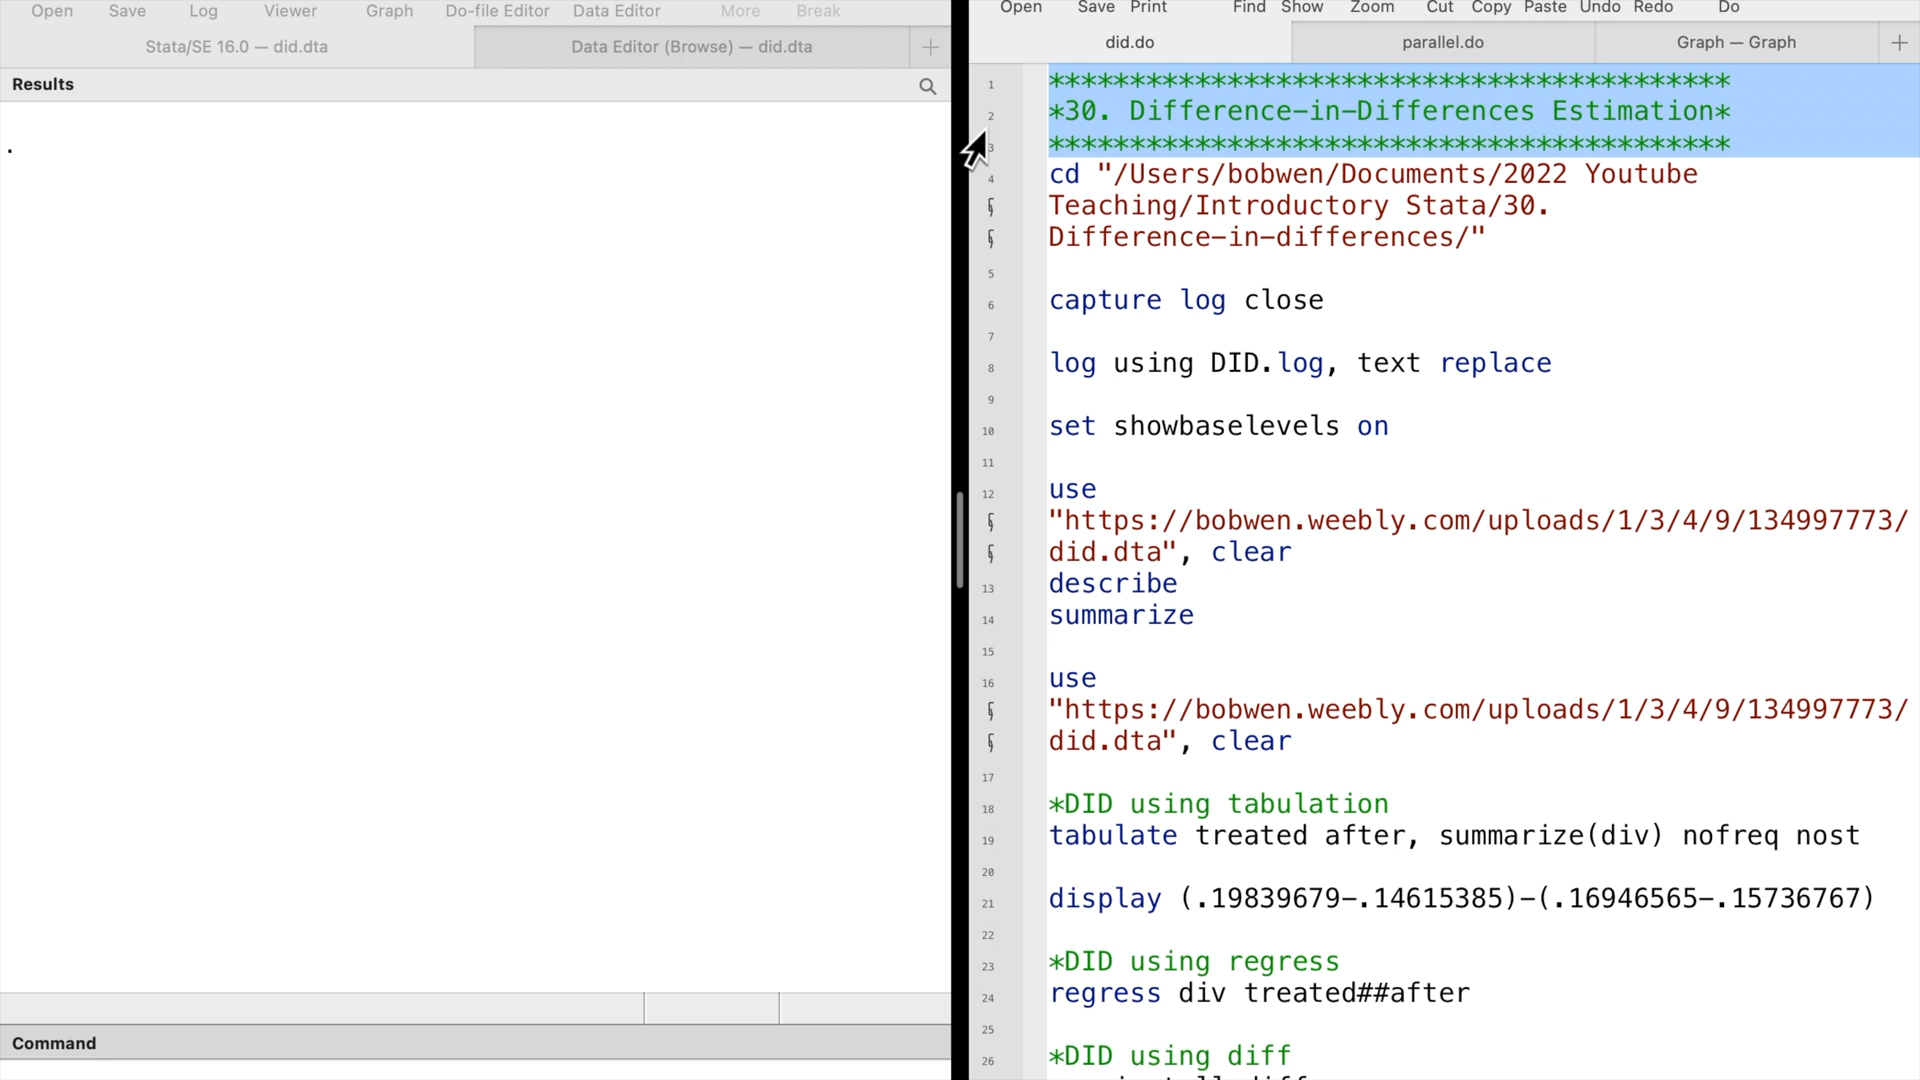 Open Save Log Viewer Graph Do-file Editor Data Editor More Break
Stata/SE 16.0 — did.dta
Data Editor (Browse) — did.dta
Results
.
Command
Open Save Print Find Show Zoom Cut Copy Paste Undo Redo Do
did.do
parallel.do
Graph — Graph
1 ******************************************
2 *30. Difference-in-Differences Estimation*
3 ******************************************
4 cd "/Users/bobwen/Documents/2022 Youtube
Teaching/Introductory Stata/30.
Difference-in-differences/"
5
6 capture log close
7
8 log using DID.log, text replace
9
10 set showbaselevels on
11
12 use
"https://bobwen.weebly.com/uploads/1/3/4/9/134997773/
did.dta", clear
13 describe
14 summarize
15
16 use
"https://bobwen.weebly.com/uploads/1/3/4/9/134997773/
did.dta", clear
17
18 *DID using tabulation
19 tabulate treated after, summarize(div) nofreq nost
20
21 display (.19839679-.14615385)-(.16946565-.15736767)
22
23 *DID using regress
24 regress div treated##after
25
26 *DID using diff